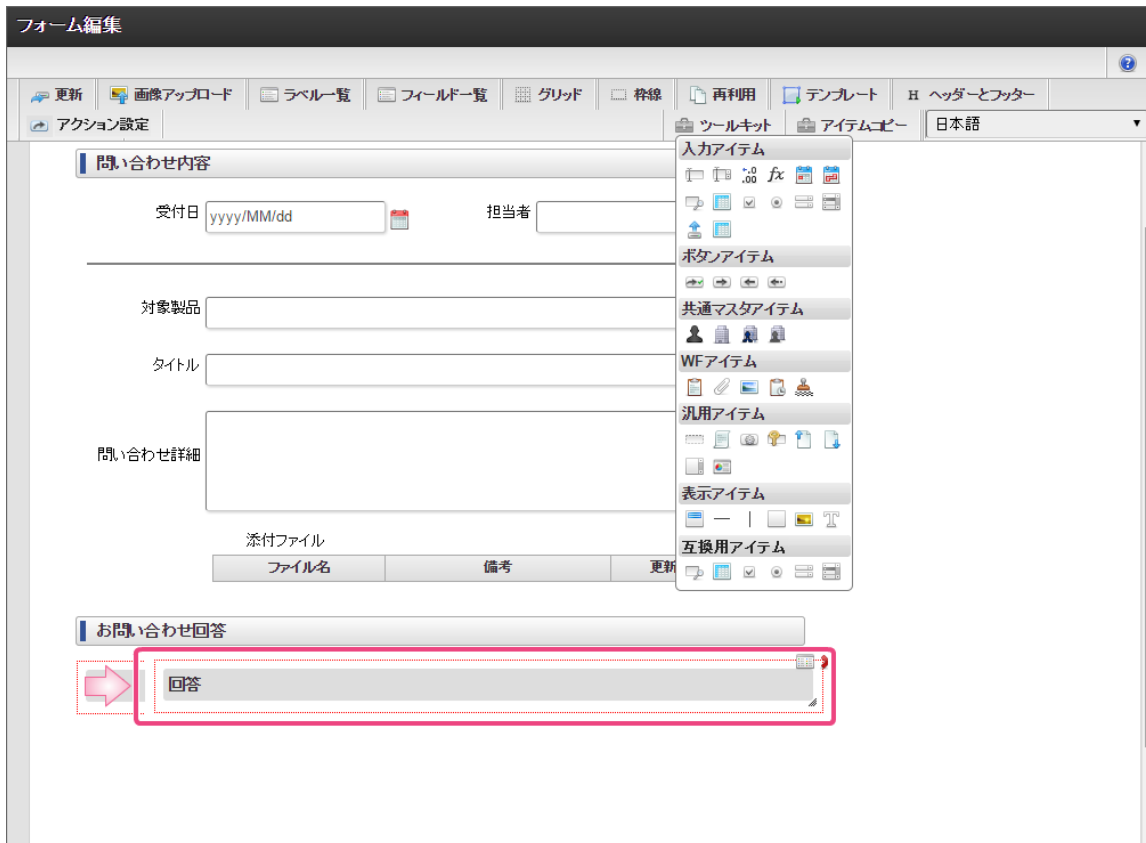 フォーム編集
更新 画像アップロード ラベル一覧 フィールド一覧 グリッド 枠線 再利用 テンプレート H ヘッダーとフッター
アクション設定 ツールキット アイテムコピー 日本語
問い合わせ内容
入力アイテム
受付日 yyyy/MM/dd 担当者
ボタンアイテム
対象製品
共通マスタアイテム
タイトル
WFアイテム
汎用アイテム
問い合わせ詳細
表示アイテム
添付ファイル
互換用アイテム
ファイル名 備考 更新
お問い合わせ回答
回答